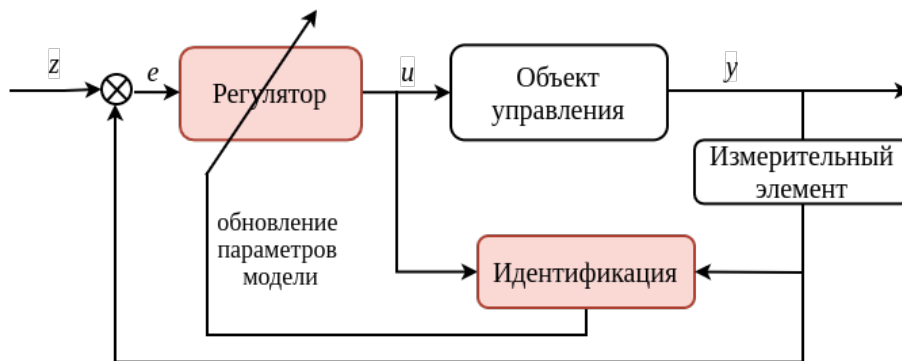 z
e
Регулятор
u
Объект
управления
y
Измерительный
элемент
обновление
параметров
модели
Идентификация